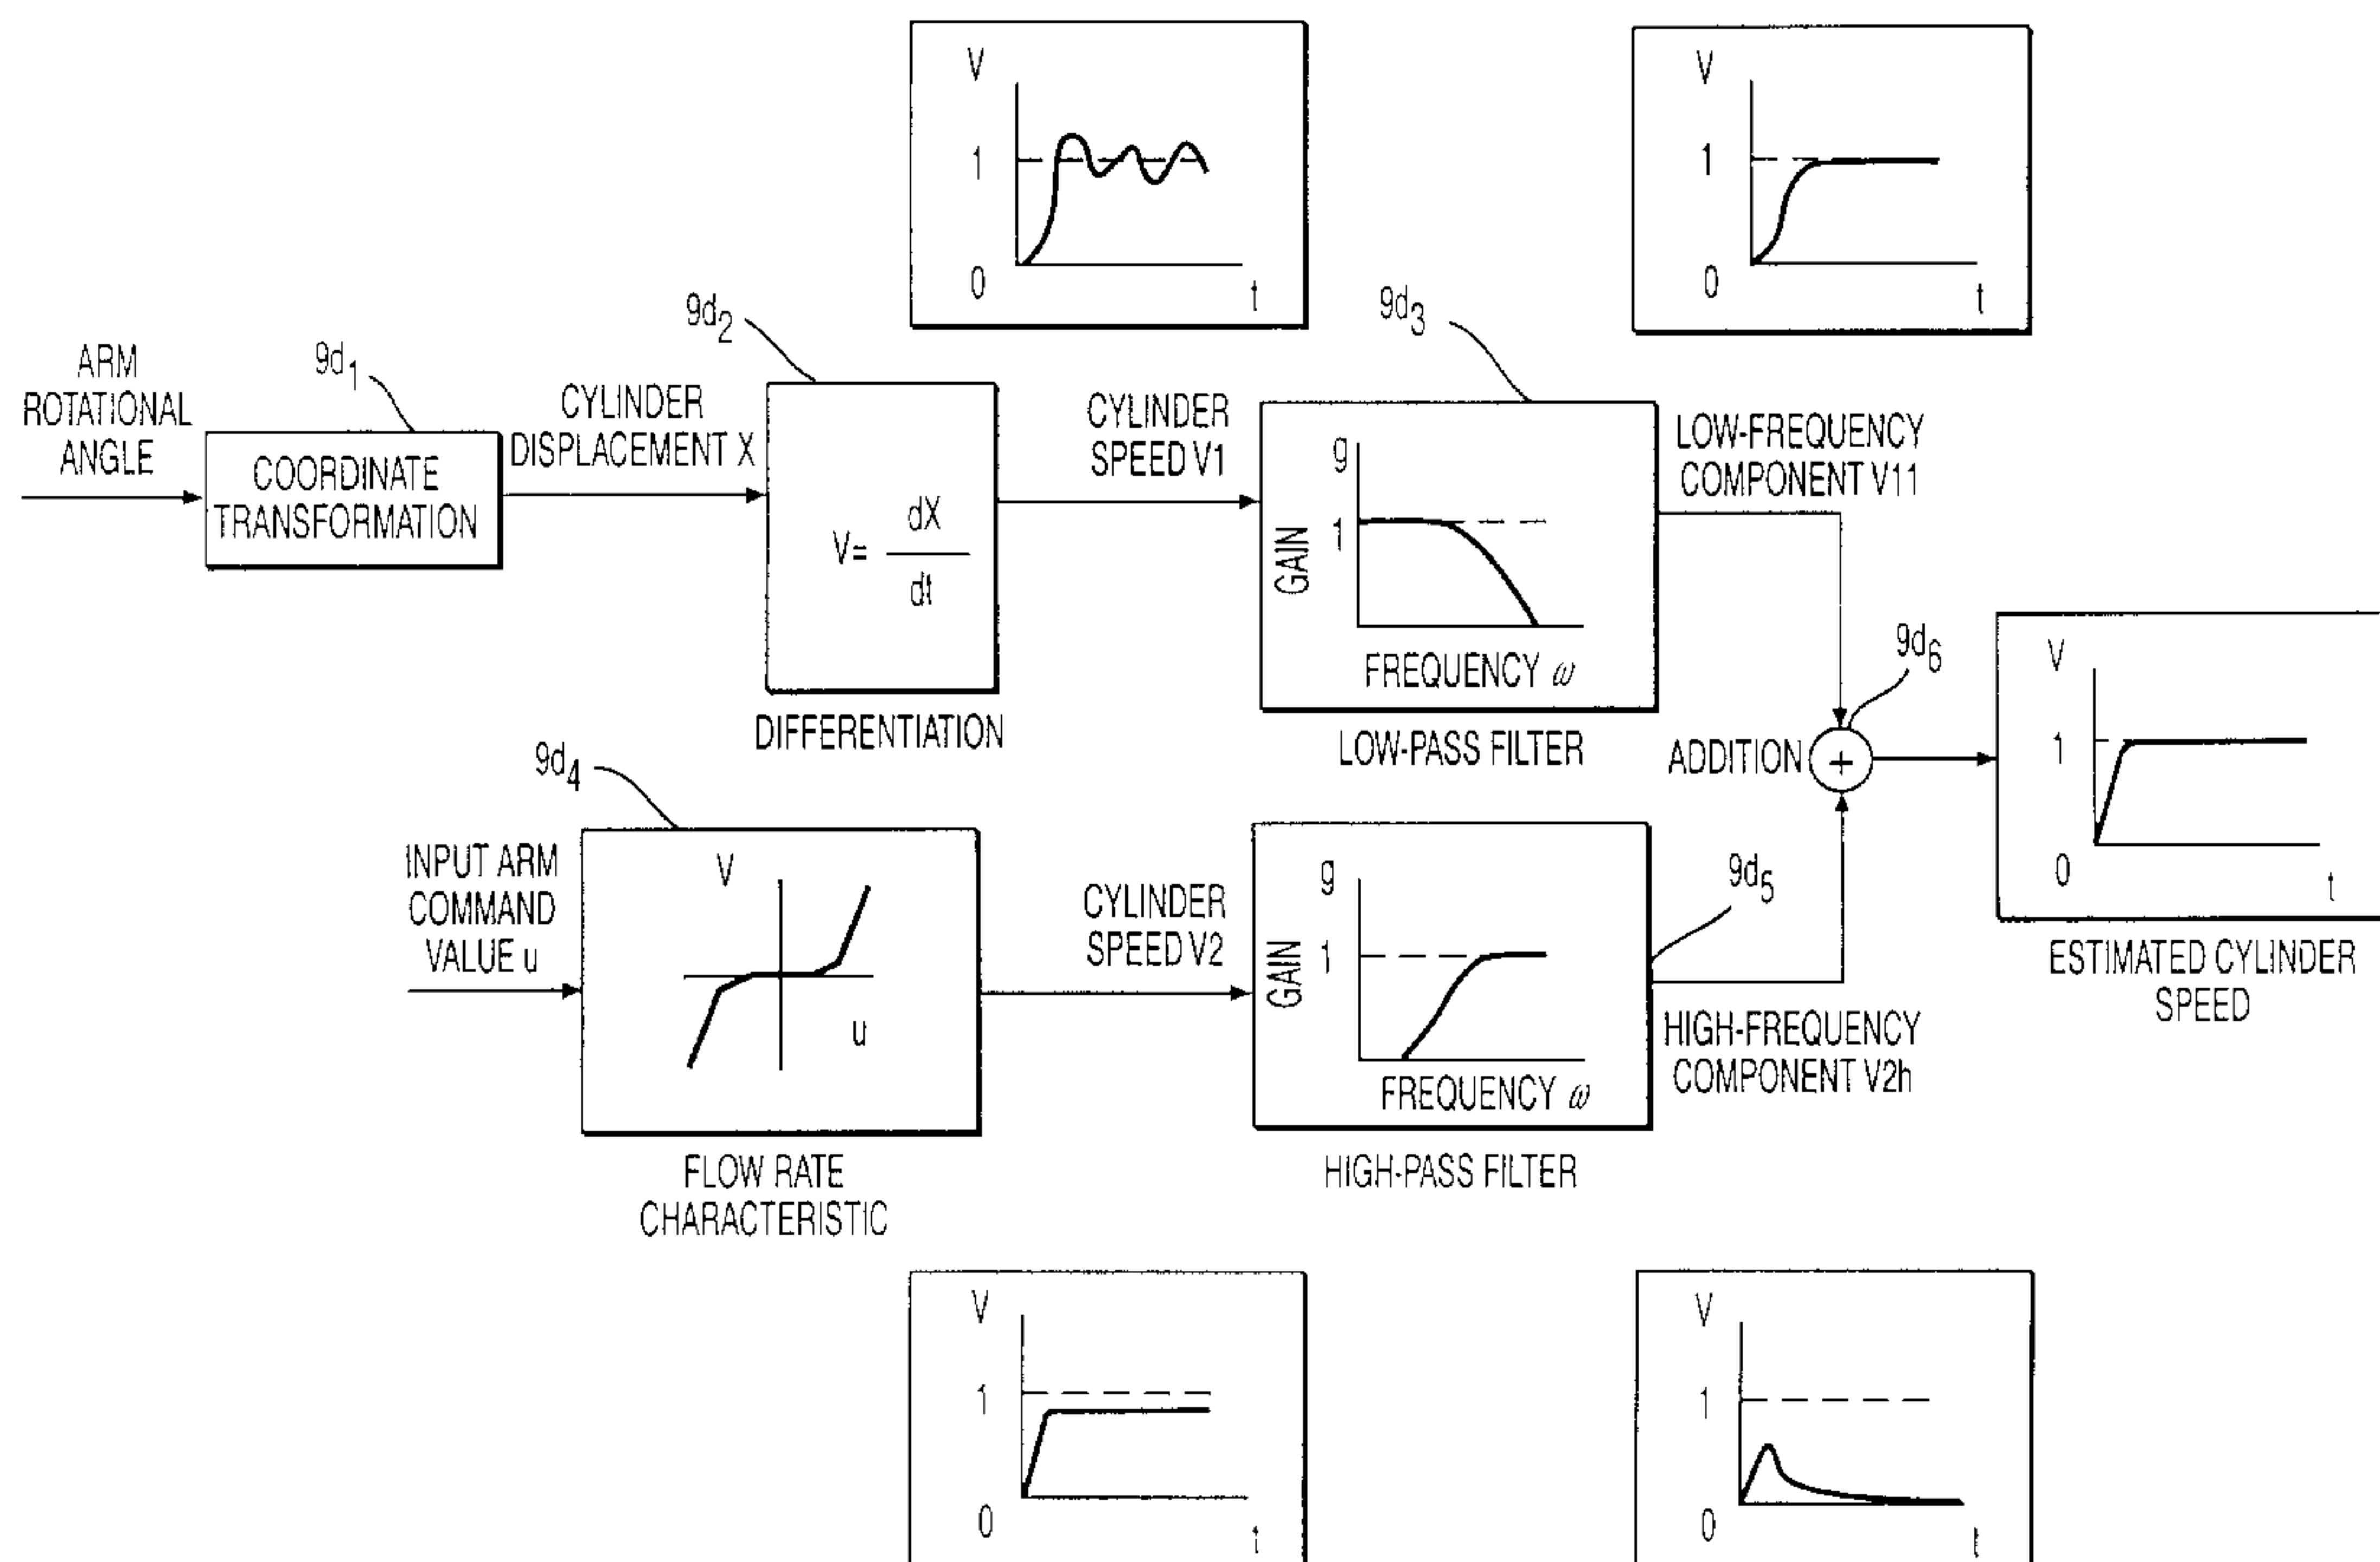 V
1
0
t
V
1
0
t
9d1
9d2
9d3
ARM
ROTATIONAL
ANGLE
COORDINATE
TRANSFORMATION
CYLINDER
DISPLACEMENT X
V= dX
dt
DIFFERENTIATION
CYLINDER
SPEED V1
g
1
GAIN
FREQUENCY ω
LOW-PASS FILTER
LOW-FREQUENCY
COMPONENT V11
9d6
ADDITION +
V
1
0
t
ESTIMATED CYLINDER
SPEED
9d4
INPUT ARM
COMMAND
VALUE u
V
u
FLOW RATE
CHARACTERISTIC
CYLINDER
SPEED V2
g
1
GAIN
FREQUENCY ω
HIGH-PASS FILTER
9d5
HIGH-FREQUENCY
COMPONENT V2h
V
1
0
t
V
1
0
t